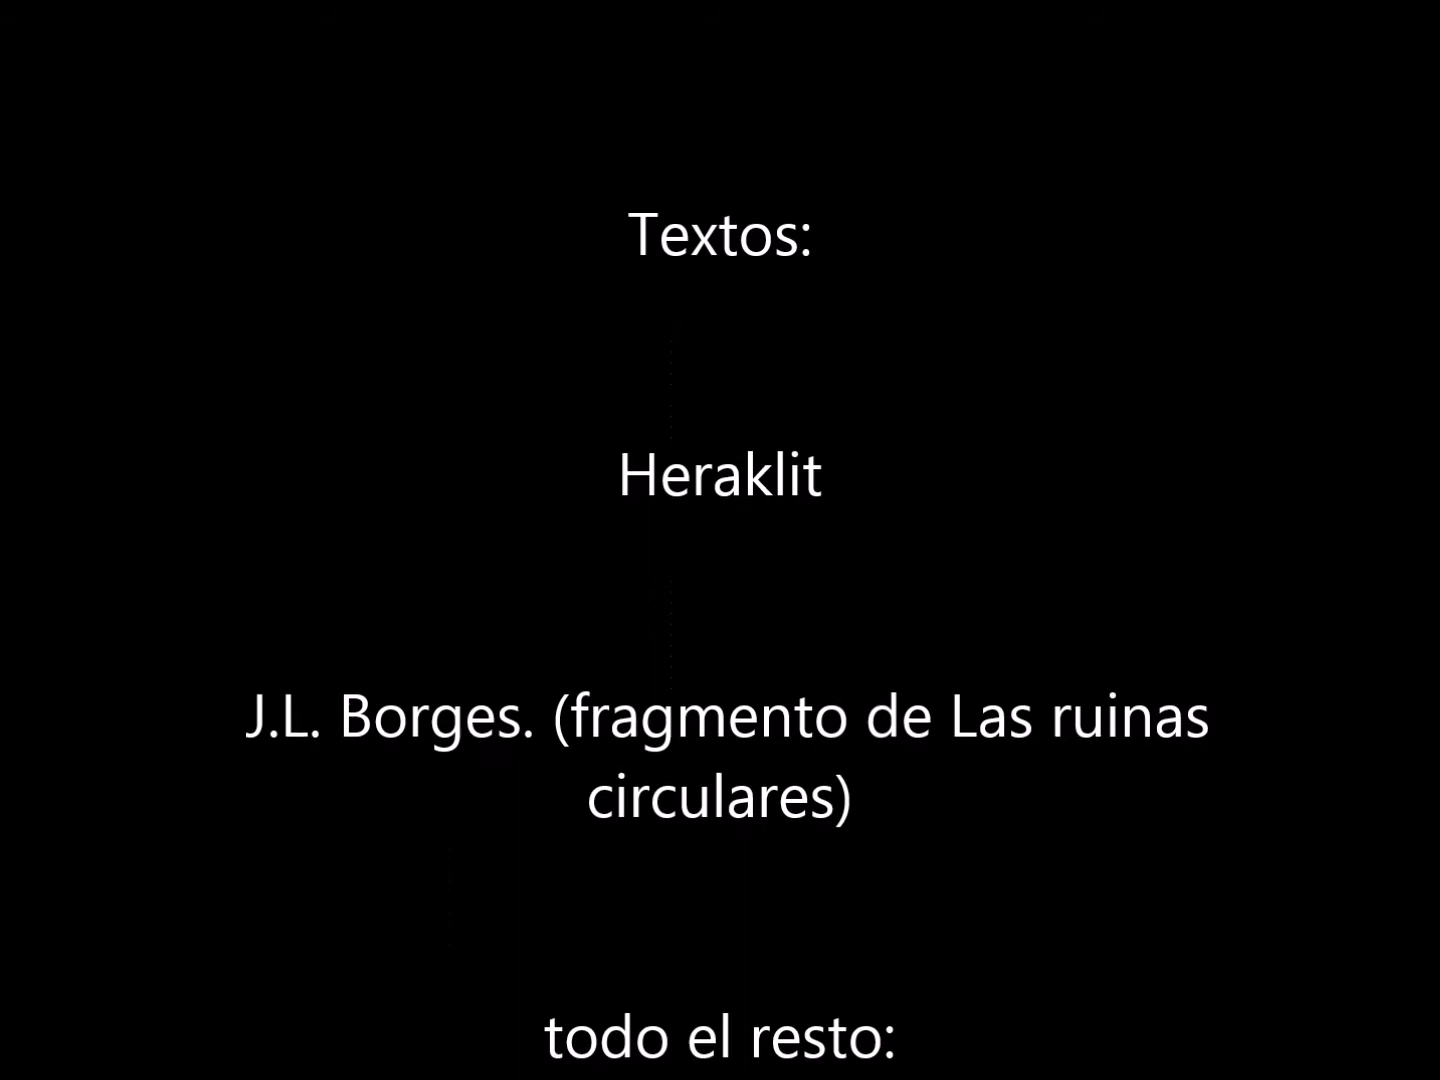 Textos:
Heraklit
J.L. Borges. (fragmento de Las ruinas
circulares)
todo el resto: